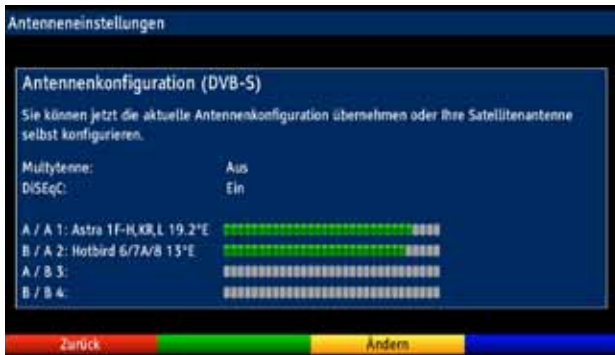 Antenneneinstellungen
Antennenkonfiguration (DVB-S)
Sie können jetzt die aktuelle Antennenkonfiguration übernehmen oder Ihre Satellitenantenne
selbst konfigurieren.
Multytenne: Aus
DiSEqC: Ein
A / A 1: Astra 1F-H,KR,L 19.2°E
B / A 2: Hotbird 6/7A/8 13°E
A / B 3:
B / B 4:
Zurück Ändern